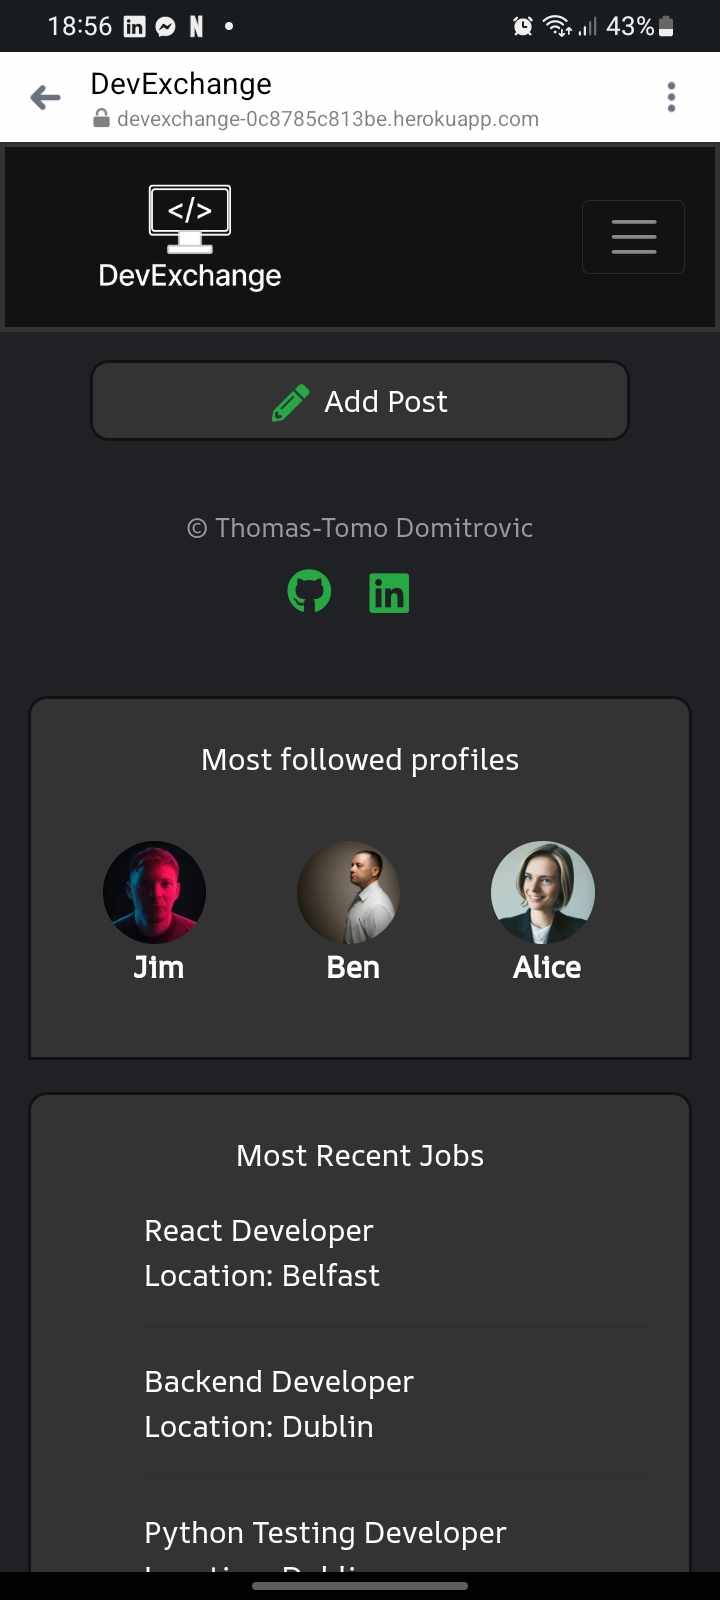 18:56
43%
DevExchange
devexchange-0c8785c813be.herokuapp.com
</>
DevExchange
Add Post
© Thomas-Tomo Domitrovic
Most followed profiles
Jim Ben Alice
Most Recent Jobs
React Developer
Location: Belfast
Backend Developer
Location: Dublin
Python Testing Developer